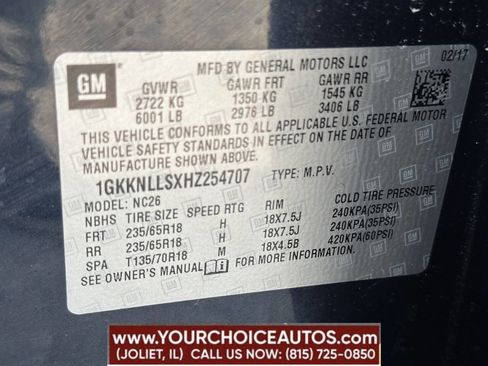 GM
MFD BY GENERAL MOTORS LLC
02/17
GVWR GAWR FRT GAWR RR
2722 KG 1350 KG 1545 KG
6001 LB 2976 LB 3406 LB
THIS VEHICLE CONFORMS TO ALL APPLICABLE U.S. FEDERAL MOTOR
VEHICLE SAFETY, BUMPER, AND THEFT PREVENTION STANDARDS IN EFFECT ON THE DATE OF
MANUFACTURE SHOWN ABOVE.
1GKKNLLSXHZ254707 TYPE: M.P.V.
MODEL: NC26
NBHS TIRE SIZE SPEED RTG RIM COLD TIRE PRESSURE
FRT 235/65R18 H 18X7.5J 240KPA(35PSI)
RR 235/65R18 H 18X7.5J 240KPA(35PSI)
SPA T135/70R18 M 18X4.5B 420KPA(60PSI)
SEE OWNER'S MANUAL FOR MORE INFORMATION.
WWW.YOURCHOICEAUTOS.COM
(JOLIET, IL) CALL US NOW: (815) 725-0850